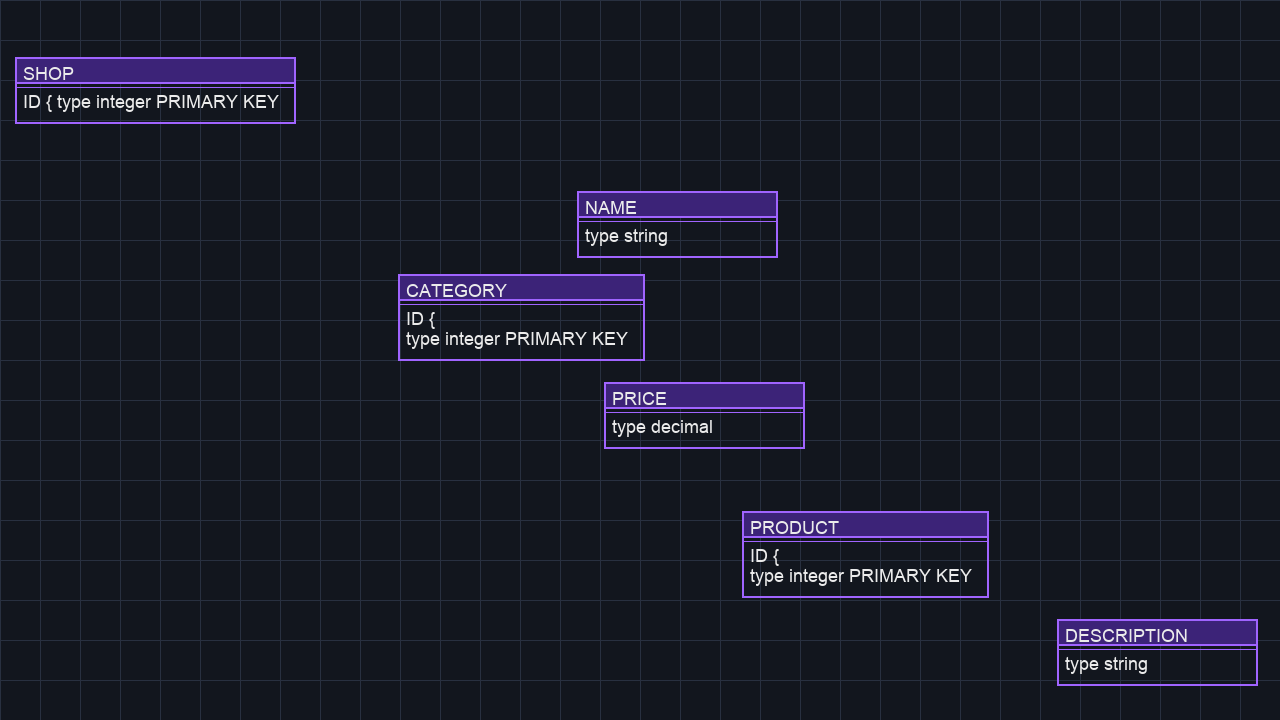 SHOP
ID { type integer PRIMARY KEY
NAME
type string
CATEGORY
ID {
type integer PRIMARY KEY
PRICE
type decimal
PRODUCT
ID {
type integer PRIMARY KEY
DESCRIPTION
type string